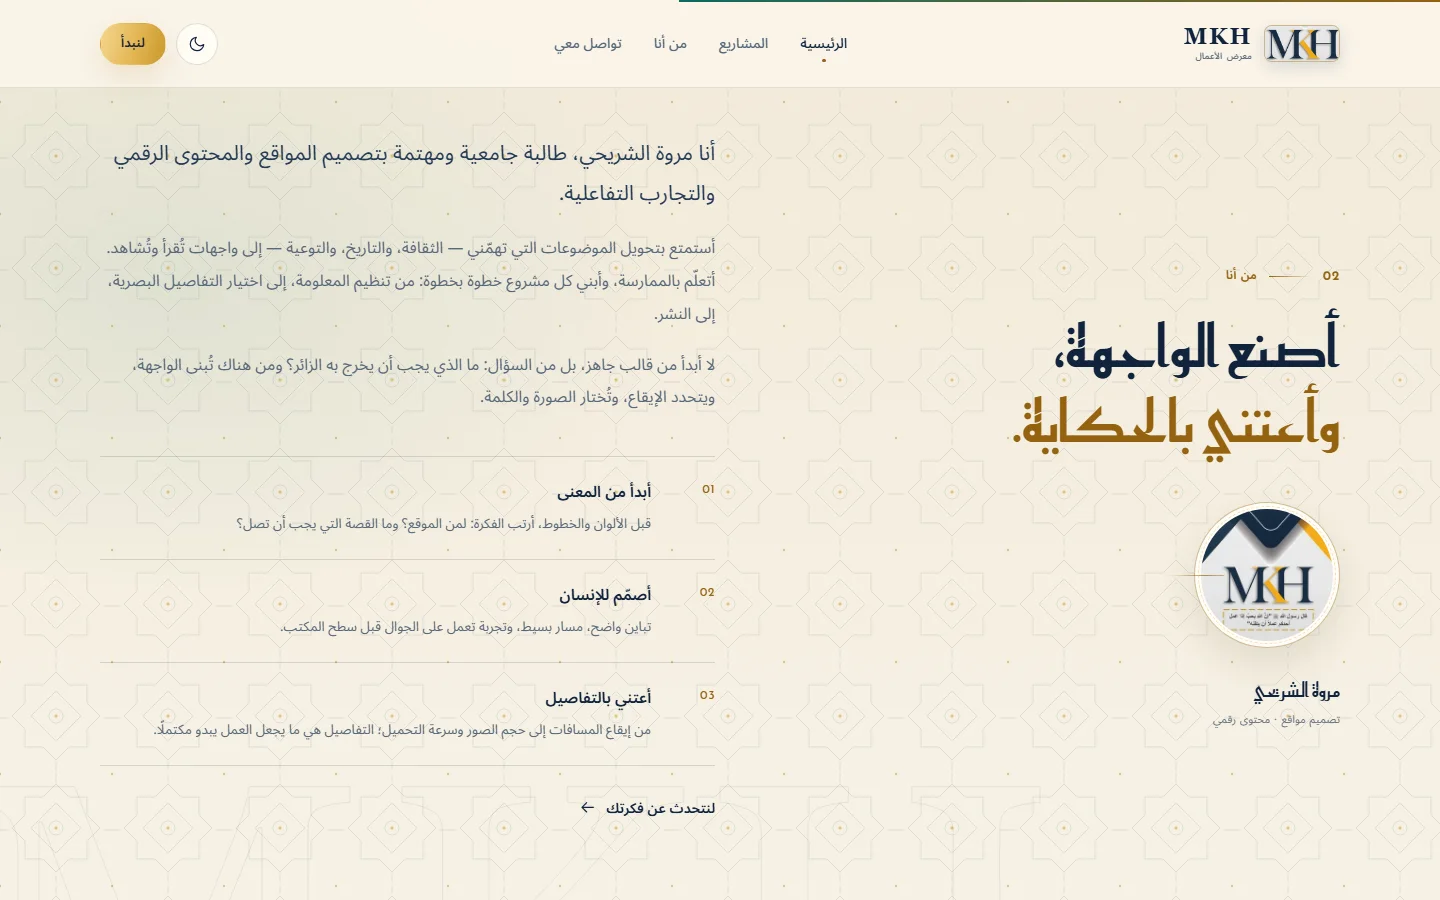 MKH
MKH
معرض الأعمال
الرئيسية
المشاريع
من أنا
تواصل معي
لنبدأ
02
من أنا
أصنع الواجهة،
وأعتني بالحكاية.
MKH
مروة الشريحي
تصميم مواقع · محتوى رقمي
أنا مروة الشريحي، طالبة جامعية ومهتمة بتصميم المواقع والمحتوى الرقمي
والتجارب التفاعلية.
أستمتع بتحويل الموضوعات التي تهمّني — الثقافة، والتاريخ، والتوعية — إلى واجهات تُقرأ وتُشاهد.
أتعلّم بالممارسة، وأبني كل مشروع خطوة بخطوة: من تنظيم المعلومة، إلى اختيار التفاصيل البصرية،
إلى النشر.
لا أبدأ من قالب جاهز، بل من السؤال: ما الذي يجب أن يخرج به الزائر؟ ومن هناك تُبنى الواجهة،
ويتحدد الإيقاع، وتُختار الصورة والكلمة.
01
أبدأ من المعنى
قبل الألوان والخطوط، أرتب الفكرة: لمن الموقع؟ وما القصة التي يجب أن تصل؟
02
أصمّم للإنسان
تباين واضح، مسار بسيط، وتجربة تعمل على الجوال قبل سطح المكتب.
03
أعتني بالتفاصيل
من إيقاع المسافات إلى حجم الصور وسرعة التحميل؛ التفاصيل هي ما يجعل العمل يبدو مكتملًا.
لنتحدث عن فكرتك ←